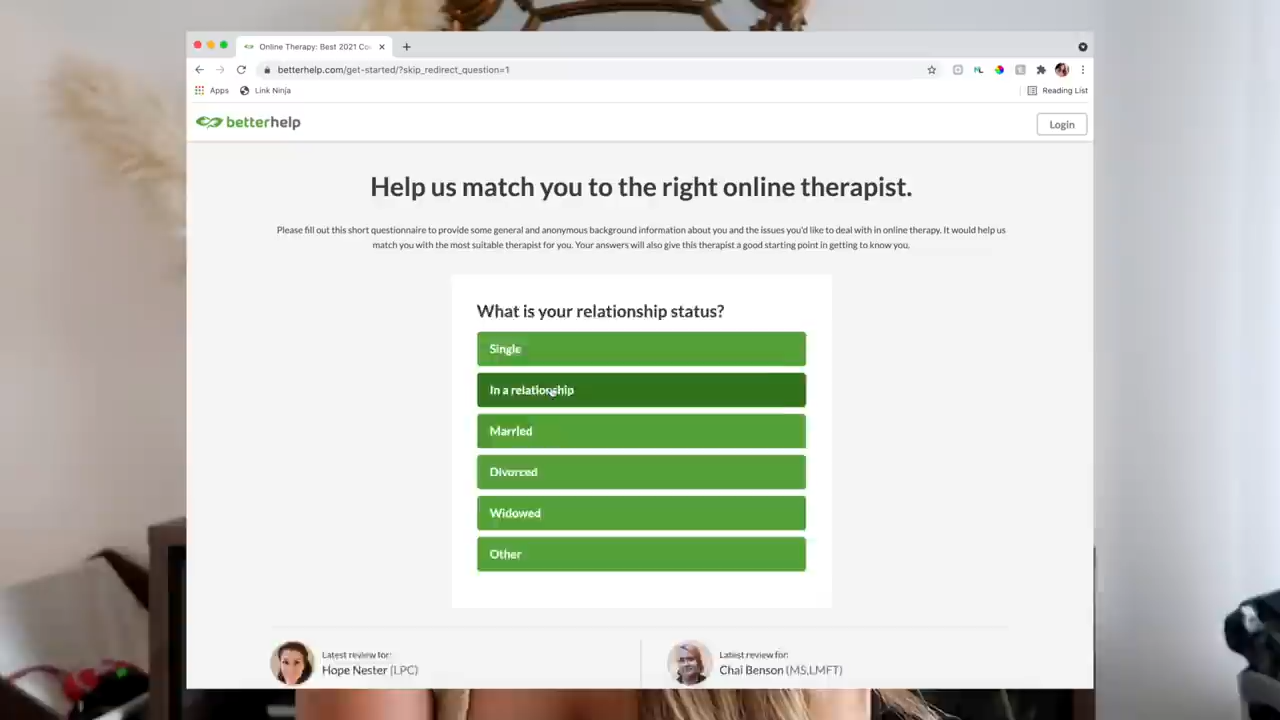 Online Therapy: Best 2021 Co
betterhelp.com/get-started/?skip_redirect_question=1
Apps
Link Ninja
Reading List
betterhelp
Login
Help us match you to the right online therapist.
Please fill out this short questionnaire to provide some general and anonymous background information about you and the issues you'd like to deal with in online therapy. It would help us
match you with the most suitable therapist for you. Your answers will also give this therapist a good starting point in getting to know you.
What is your relationship status?
Single
In a relationship
Married
Divorced
Widowed
Other
Latest review for:
Hope Nester (LPC)
Latest review for:
Chai Benson (MS,LMFT)